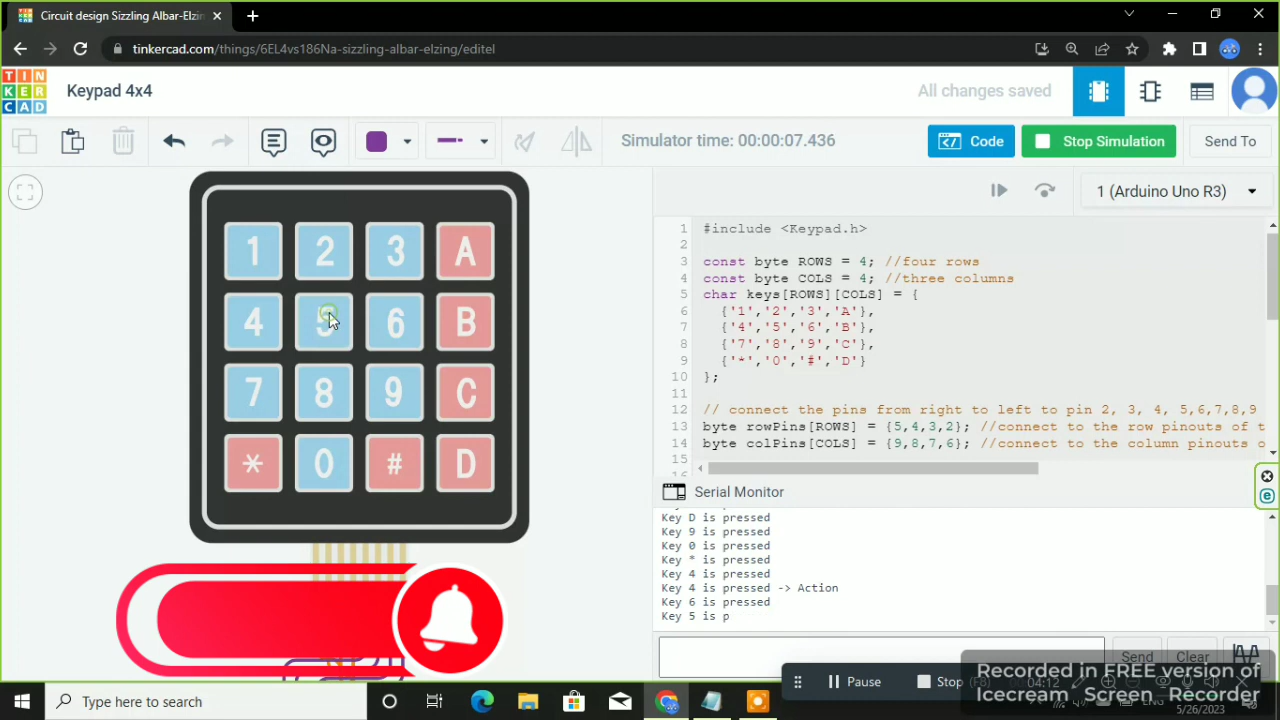 Circuit design Sizzling Albar-Elzin
tinkercad.com/things/6EL4vs186Na-sizzling-albar-elzing/editel
TIN
KER
CAD
Keypad 4x4
All changes saved
Simulator time: 00:00:07.436
Code
Stop Simulation
Send To
1 (Arduino Uno R3)
1 2 3 A
4 5 6 B
7 8 9 C
* 0 # D
1 #include <Keypad.h>
2
3 const byte ROWS = 4; //four rows
4 const byte COLS = 4; //three columns
5 char keys[ROWS][COLS] = {
6 {'1','2','3','A'},
7 {'4','5','6','B'},
8 {'7','8','9','C'},
9 {'*','0','#','D'}
10 };
11
12 // connect the pins from right to left to pin 2, 3, 4, 5,6,7,8,9
13 byte rowPins[ROWS] = {5,4,3,2}; //connect to the row pinouts of t
14 byte colPins[COLS] = {9,8,7,6}; //connect to the column pinouts o
15
16
Serial Monitor
Key D is pressed
Key 9 is pressed
Key 0 is pressed
Key * is pressed
Key 4 is pressed
Key 4 is pressed -> Action
Key 6 is pressed
Key 5 is p
Send
Clear
Pause
Stop (F8)
04:12
Recorded in FREE version of
Icecream Screen Recorder
Type here to search
ENG
5/26/2023